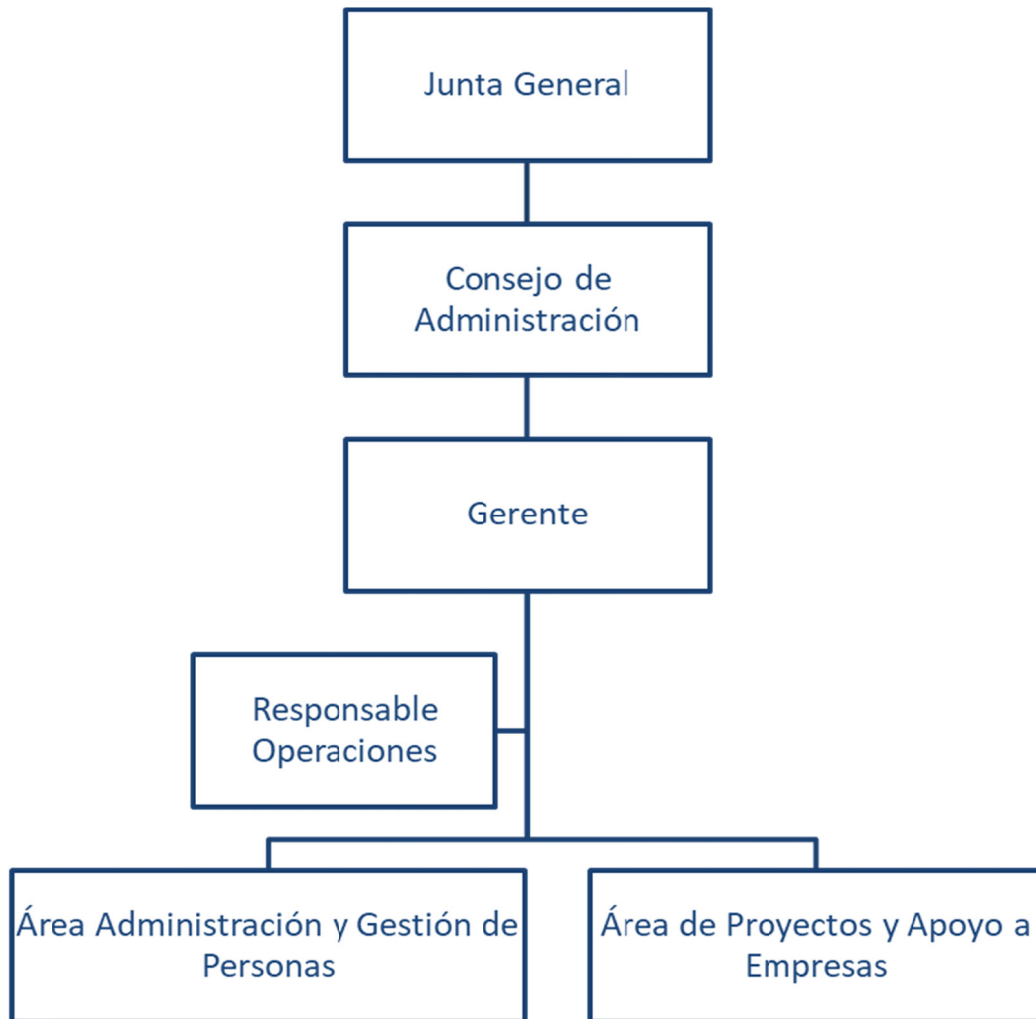 Junta General
Consejo de
Administración
Gerente
Responsable
Operaciones
Área Administración y Gestión de
Personas
Área de Proyectos y Apoyo a
Empresas